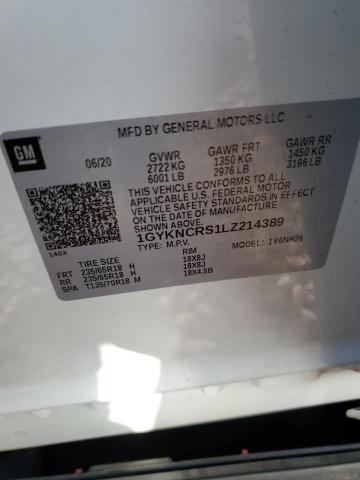 GM
MFD BY GENERAL MOTORS LLC
06/20 GVWR GAWR FRT GAWR RR
2722 KG 1350 KG 1450 KG
6001 LB 2976 LB 3196 LB
THIS VEHICLE CONFORMS TO ALL
APPLICABLE U.S. FEDERAL MOTOR
VEHICLE SAFETY STANDARDS IN EFFECT
ON THE DATE OF MANUFACTURE
1GYKNCRS1LZ214389
140X TYPE: M.P.V. MODEL: 196NH26
TIRE SIZE RIM
FRT 235/65R18 H 18X8J
RR 235/65R18 H 18X8J
SPA T135/70R18 M 18X4.5B